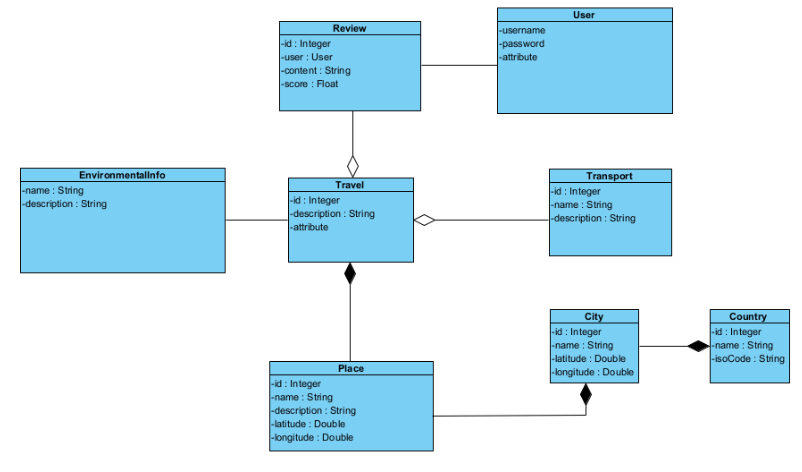 Review
-id : Integer
-user : User
-content : String
-score : Float
User
-username
-password
-attribute
EnvironmentalInfo
-name : String
-description : String
Travel
-id : Integer
-description : String
-attribute
Transport
-id : Integer
-name : String
-description : String
City
-id : Integer
-name : String
-latitude : Double
-longitude : Double
Country
-id : Integer
-name : String
-isoCode : String
Place
-id : Integer
-name : String
-description : String
-latitude : Double
-longitude : Double